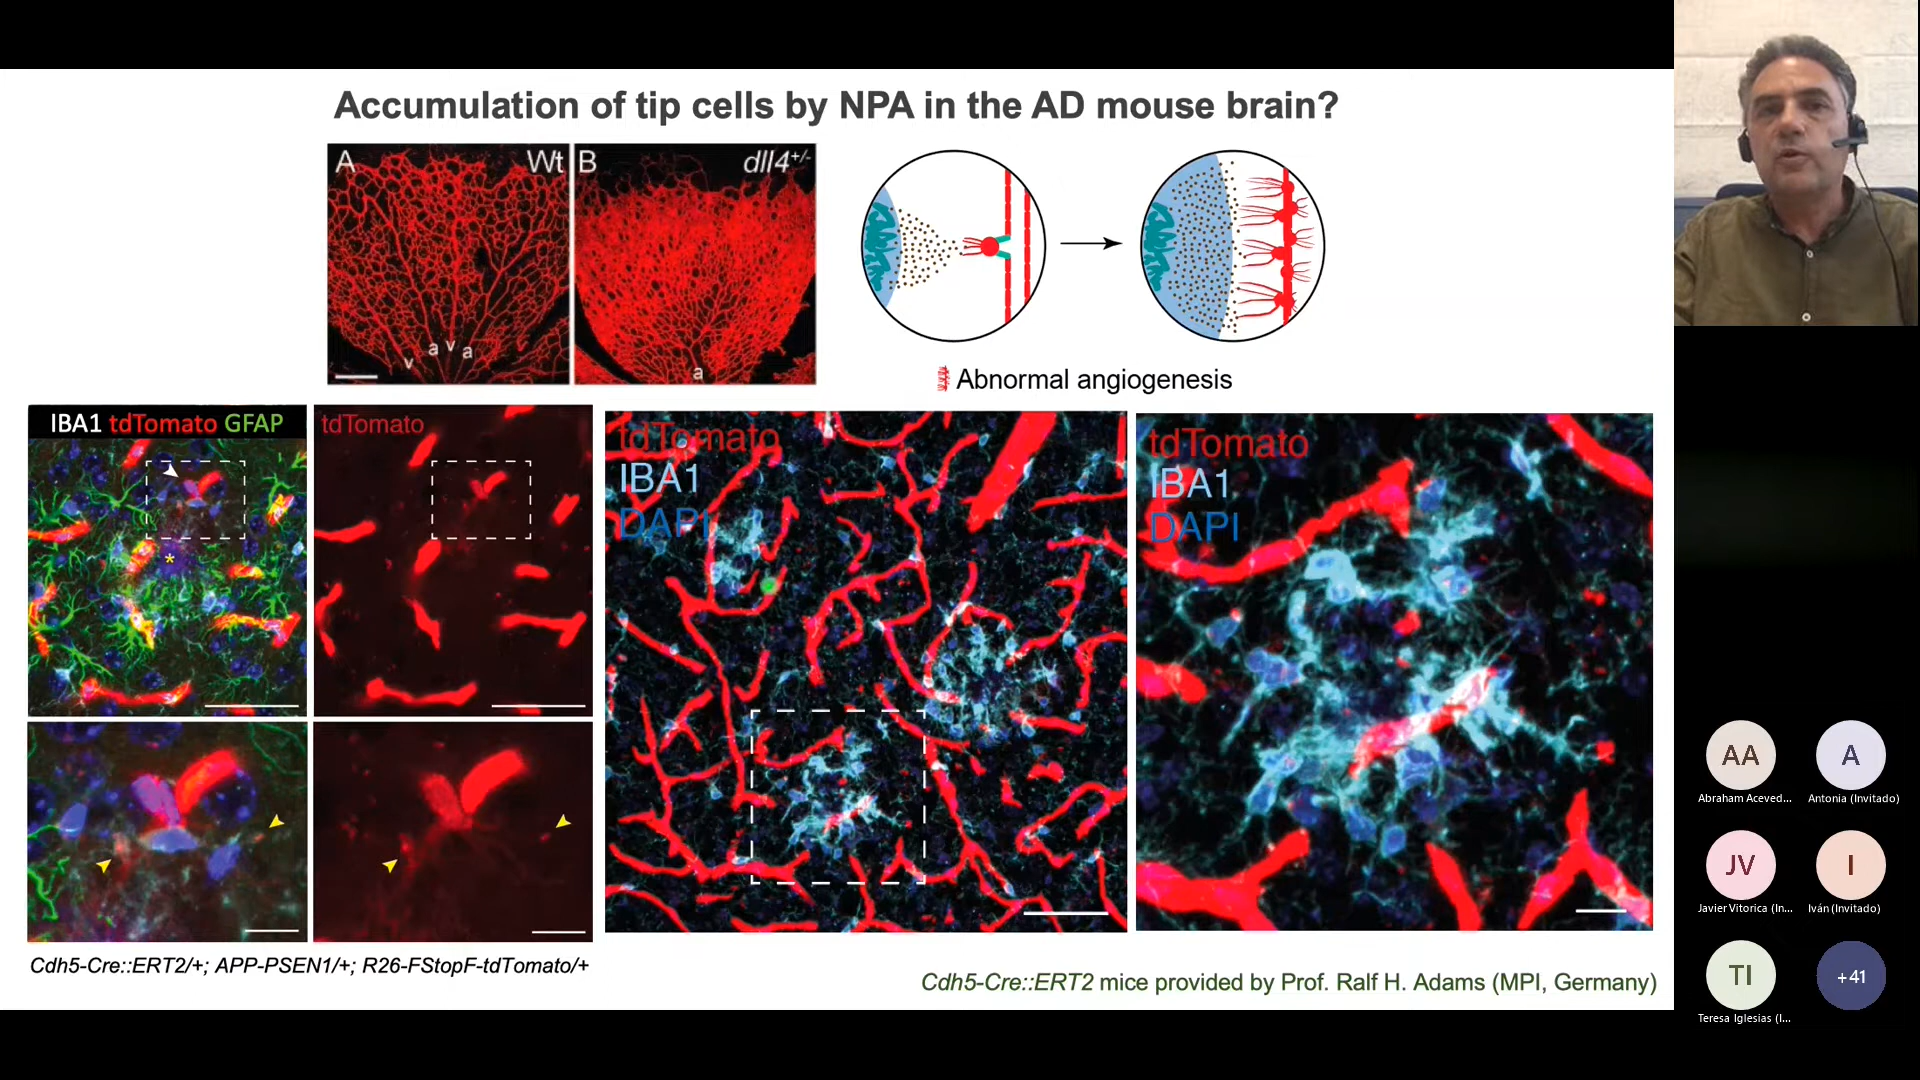 Accumulation of tip cells by NPA in the AD mouse brain?
A Wt
B dll4+/-
v a v a
a
Abnormal angiogenesis
IBA1 tdTomato GFAP
tdTomato
*
tdTomato
IBA1
DAPI
tdTomato
IBA1
DAPI
Cdh5-Cre::ERT2/+; APP-PSEN1/+; R26-FStopF-tdTomato/+
Cdh5-Cre::ERT2 mice provided by Prof. Ralf H. Adams (MPI, Germany)
AA
Abraham Aceved...
A
Antonia (Invitado)
JV
Javier Vitorica (In...
I
Iván (Invitado)
TI
Teresa Iglesias (I...
+41